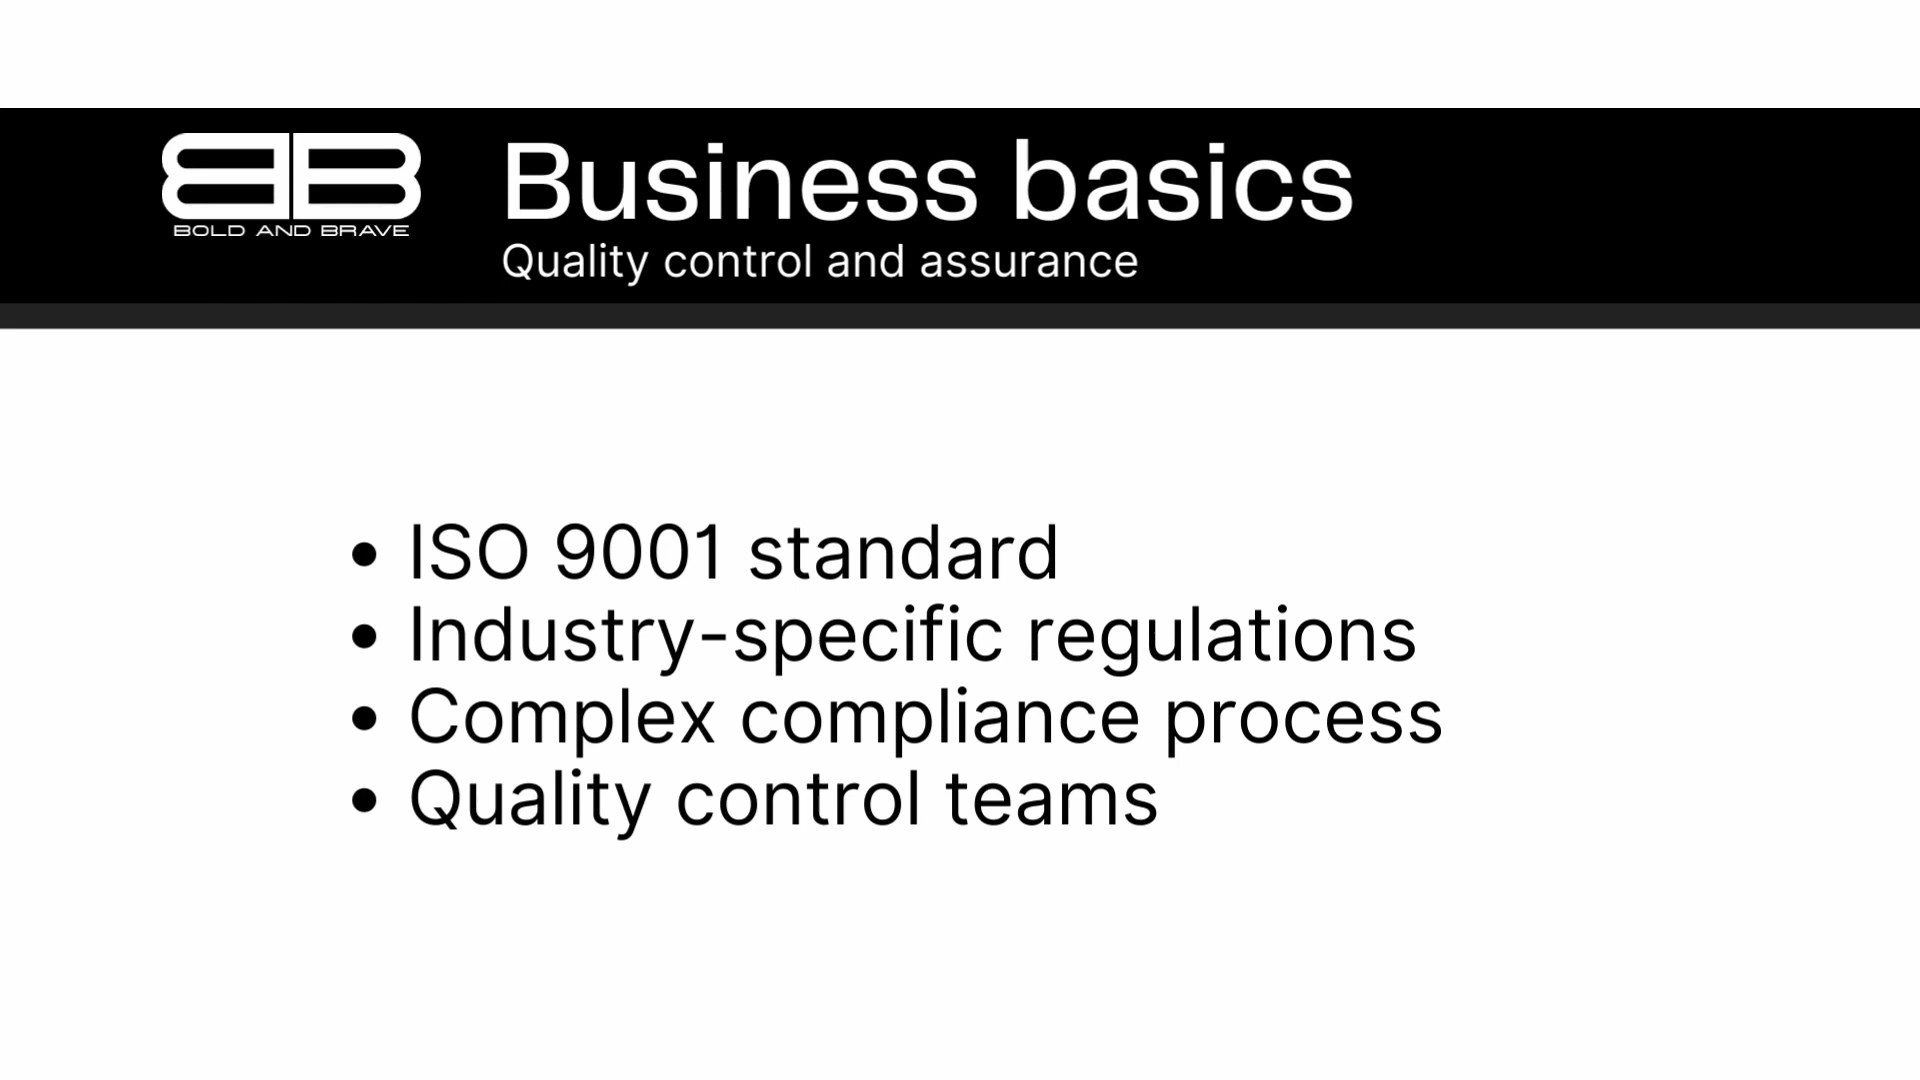 BB
BOLD AND BRAVE
Business basics
Quality control and assurance
• ISO 9001 standard
• Industry-specific regulations
• Complex compliance process
• Quality control teams